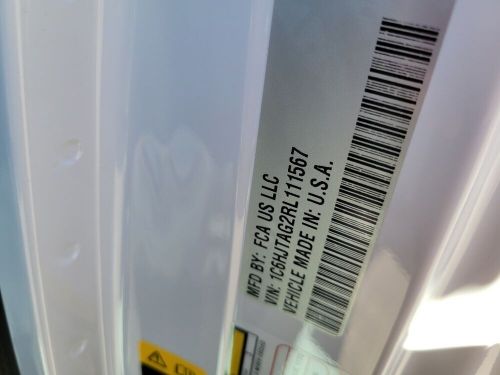 MFD BY: FCA US LLC
VIN: 1C6HJTAG2RL111567
VEHICLE MADE IN: U.S.A.